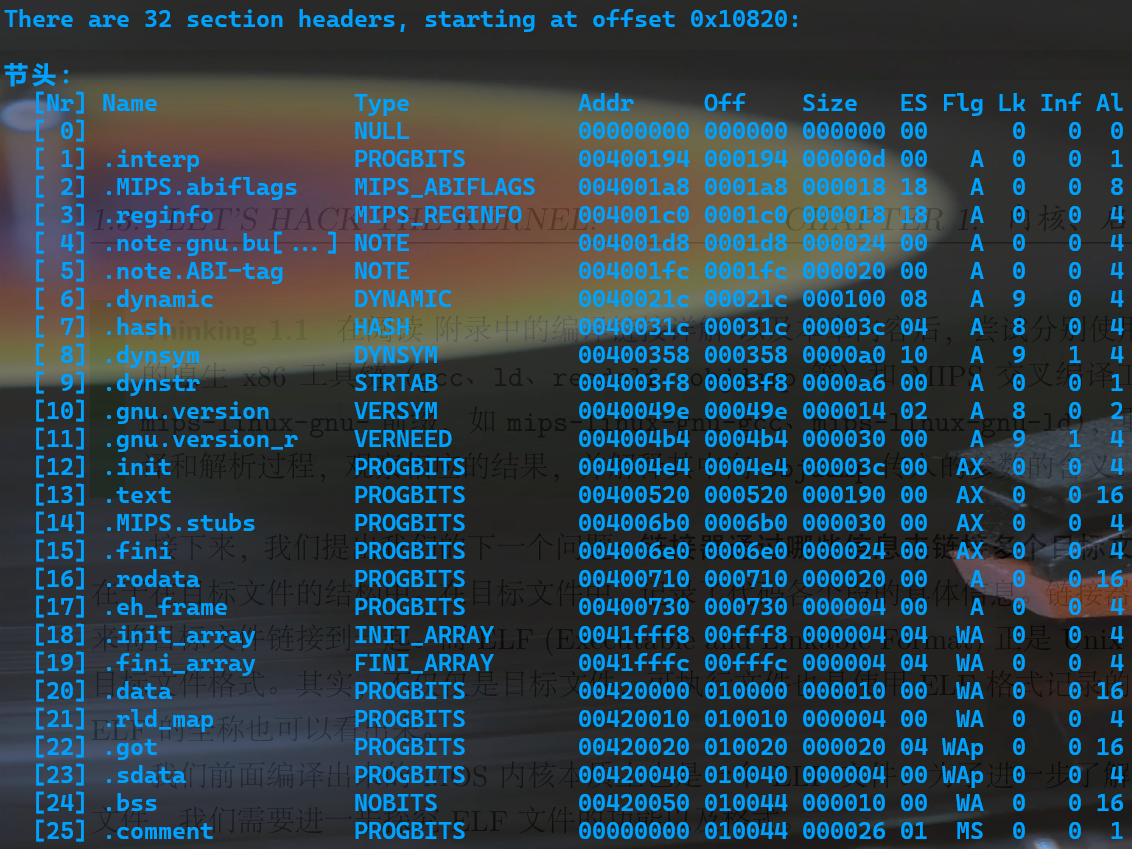 There are 32 section headers, starting at offset 0x10820:
节头:
[Nr] Name Type Addr Off Size ES Flg Lk Inf Al
[ 0] NULL 00000000 000000 000000 00 0 0 0
[ 1] .interp PROGBITS 00400194 000194 00000d 00 A 0 0 1
[ 2] .MIPS.abiflags MIPS_ABIFLAGS 004001a8 0001a8 000018 18 A 0 0 8
[ 3] .reginfo MIPS_REGINFO 004001c0 0001c0 000018 18 A 0 0 4
[ 4] .note.gnu.bu[...] NOTE 004001d8 0001d8 000024 00 A 0 0 4
[ 5] .note.ABI-tag NOTE 004001fc 0001fc 000020 00 A 0 0 4
[ 6] .dynamic DYNAMIC 0040021c 00021c 000100 08 A 9 0 4
[ 7] .hash HASH 0040031c 00031c 00003c 04 A 8 0 4
[ 8] .dynsym DYNSYM 00400358 000358 0000a0 10 A 9 1 4
[ 9] .dynstr STRTAB 004003f8 0003f8 0000a6 00 A 0 0 1
[10] .gnu.version VERSYM 0040049e 00049e 000014 02 A 8 0 2
[11] .gnu.version_r VERNEED 004004b4 0004b4 000030 00 A 9 1 4
[12] .init PROGBITS 004004e4 0004e4 00003c 00 AX 0 0 4
[13] .text PROGBITS 00400520 000520 000190 00 AX 0 0 16
[14] .MIPS.stubs PROGBITS 004006b0 0006b0 000030 00 AX 0 0 4
[15] .fini PROGBITS 004006e0 0006e0 000024 00 AX 0 0 4
[16] .rodata PROGBITS 00400710 000710 000020 00 A 0 0 16
[17] .eh_frame PROGBITS 00400730 000730 000004 00 A 0 0 4
[18] .init_array INIT_ARRAY 0041fff8 00fff8 000004 04 WA 0 0 4
[19] .fini_array FINI_ARRAY 0041fffc 00fffc 000004 04 WA 0 0 4
[20] .data PROGBITS 00420000 010000 000010 00 WA 0 0 16
[21] .rld_map PROGBITS 00420010 010010 000004 00 WA 0 0 4
[22] .got PROGBITS 00420020 010020 000020 04 WAp 0 0 16
[23] .sdata PROGBITS 00420040 010040 000004 00 WAp 0 0 4
[24] .bss NOBITS 00420050 010044 000010 00 WA 0 0 16
[25] .comment PROGBITS 00000000 010044 000026 01 MS 0 0 1